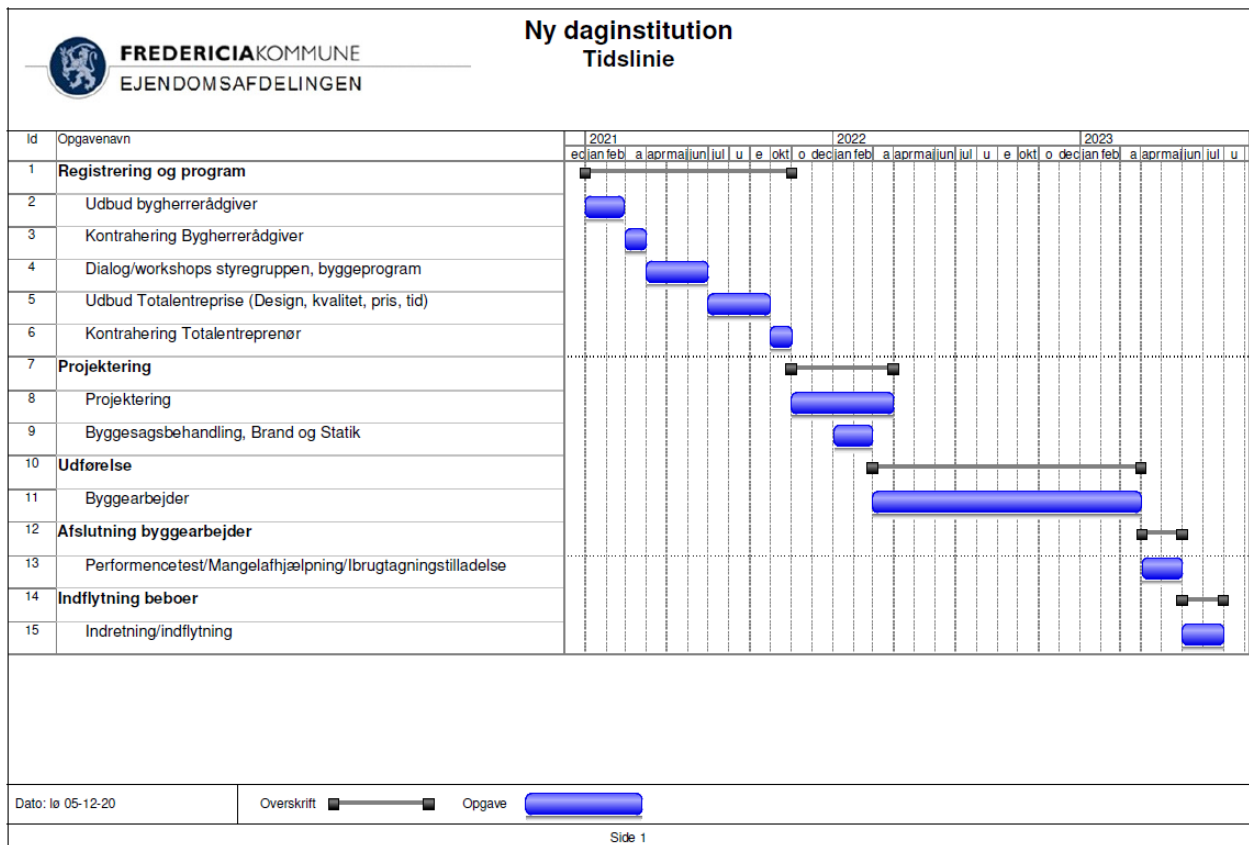 Ny daginstitution
Tidslinie
FREDERICIAKOMMUNE
EJENDOMSAFDELINGEN
Id Opgavenavn 2021 2022 2023
ec jan feb a apr maj jun jul u e okt o dec jan feb a apr maj jun jul u e okt o dec jan feb a apr maj jun jul u
1 Registrering og program
2 Udbud bygherrerådgiver
3 Kontrahering Bygherrerådgiver
4 Dialog/workshops styregruppen, byggeprogram
5 Udbud Totalentreprise (Design, kvalitet, pris, tid)
6 Kontrahering Totalentreprenør
7 Projektering
8 Projektering
9 Byggesagsbehandling, Brand og Statik
10 Udførelse
11 Byggearbejder
12 Afslutning byggearbejder
13 Performencetest/Mangelafhjælpning/Ibrugtagningstilladelse
14 Indflytning beboer
15 Indretning/indflytning
Dato: lø 05-12-20 Overskrift Opgave
Side 1